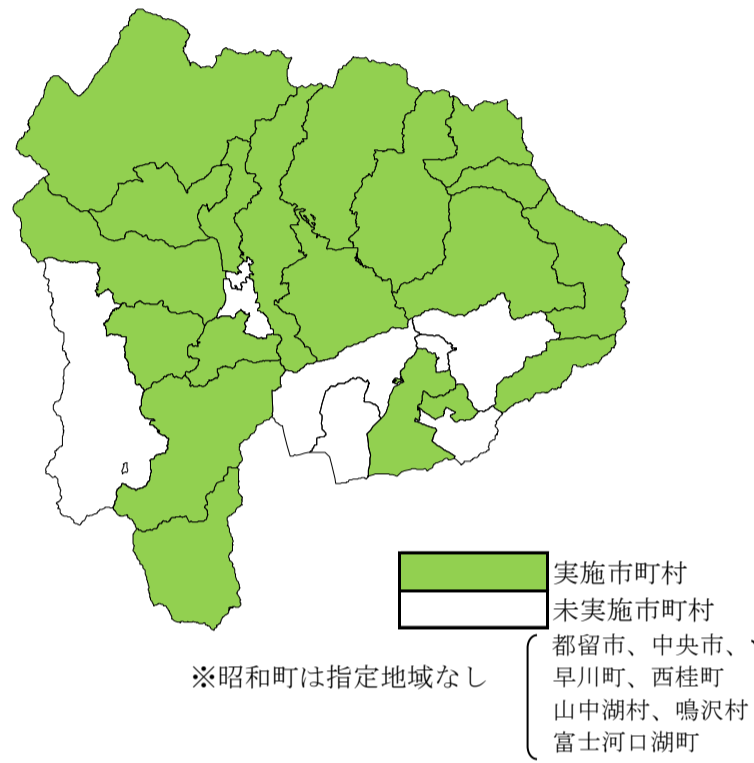 実施市町村
未実施市町村
都留市、中央市、
※昭和町は指定地域なし
早川町、西桂町
山中湖村、鳴沢村
富士河口湖町